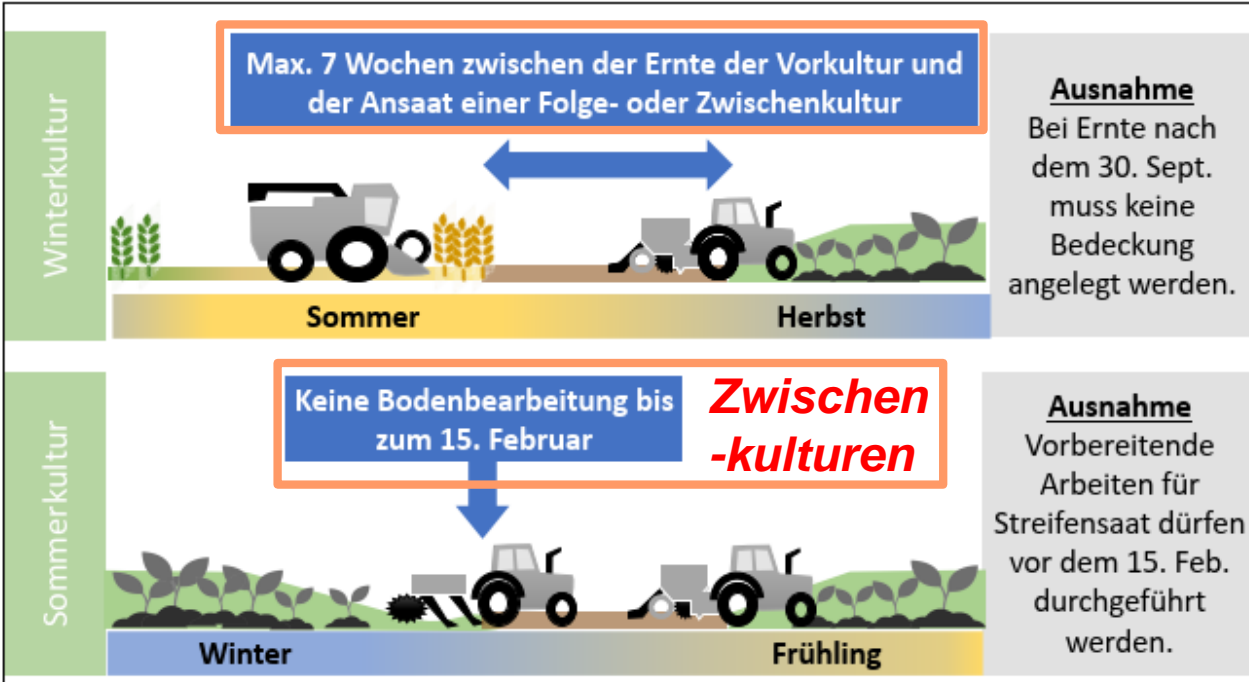 Winterkultur
Max. 7 Wochen zwischen der Ernte der Vorkultur und
der Ansaat einer Folge- oder Zwischenkultur
Sommer
Herbst
Ausnahme
Bei Ernte nach
dem 30. Sept.
muss keine
Bedeckung
angelegt werden.
Sommerkultur
Keine Bodenbearbeitung bis
zum 15. Februar
Zwischen
-kulturen
Winter
Frühling
Ausnahme
Vorbereitende
Arbeiten für
Streifensaat dürfen
vor dem 15. Feb.
durchgeführt
werden.